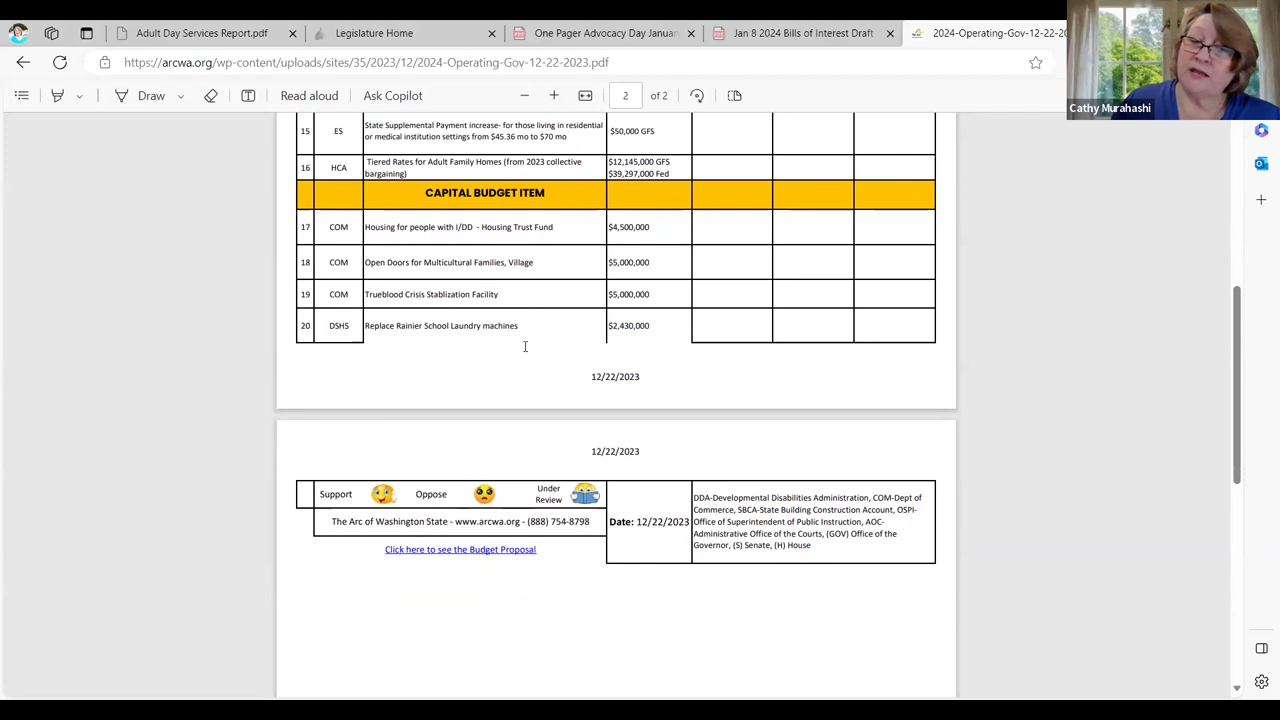 Adult Day Services Report.pdf
Legislature Home
One Pager Advocacy Day Januar
Jan 8 2024 Bills of Interest Draft
2024-Operating-Gov-12-22-20
https://arcwa.org/wp-content/uploads/sites/35/2023/12/2024-Operating-Gov-12-22-2023.pdf
Draw
Read aloud
Ask Copilot
2 of 2
Cathy Murahashi
15 ES State Supplemental Payment increase- for those living in residential $50,000 GFS
or medical institution settings from $45.36 mo to $70 mo
16 HCA Tiered Rates for Adult Family Homes (from 2023 collective $12,145,000 GFS
bargaining) $39,297,000 Fed
CAPITAL BUDGET ITEM
17 COM Housing for people with I/DD - Housing Trust Fund $4,500,000
18 COM Open Doors for Multicultural Families, Village $5,000,000
19 COM Trueblood Crisis Stablization Facility $5,000,000
20 DSHS Replace Rainier School Laundry machines $2,430,000
12/22/2023
12/22/2023
Support Oppose Under
Review
The Arc of Washington State - www.arcwa.org - (888) 754-8798
Click here to see the Budget Proposal
Date: 12/22/2023
DDA-Developmental Disabilities Administration, COM-Dept of
Commerce, SBCA-State Building Construction Account, OSPI-
Office of Superintendent of Public Instruction, AOC-
Administrative Office of the Courts, (GOV) Office of the
Governor, (S) Senate, (H) House